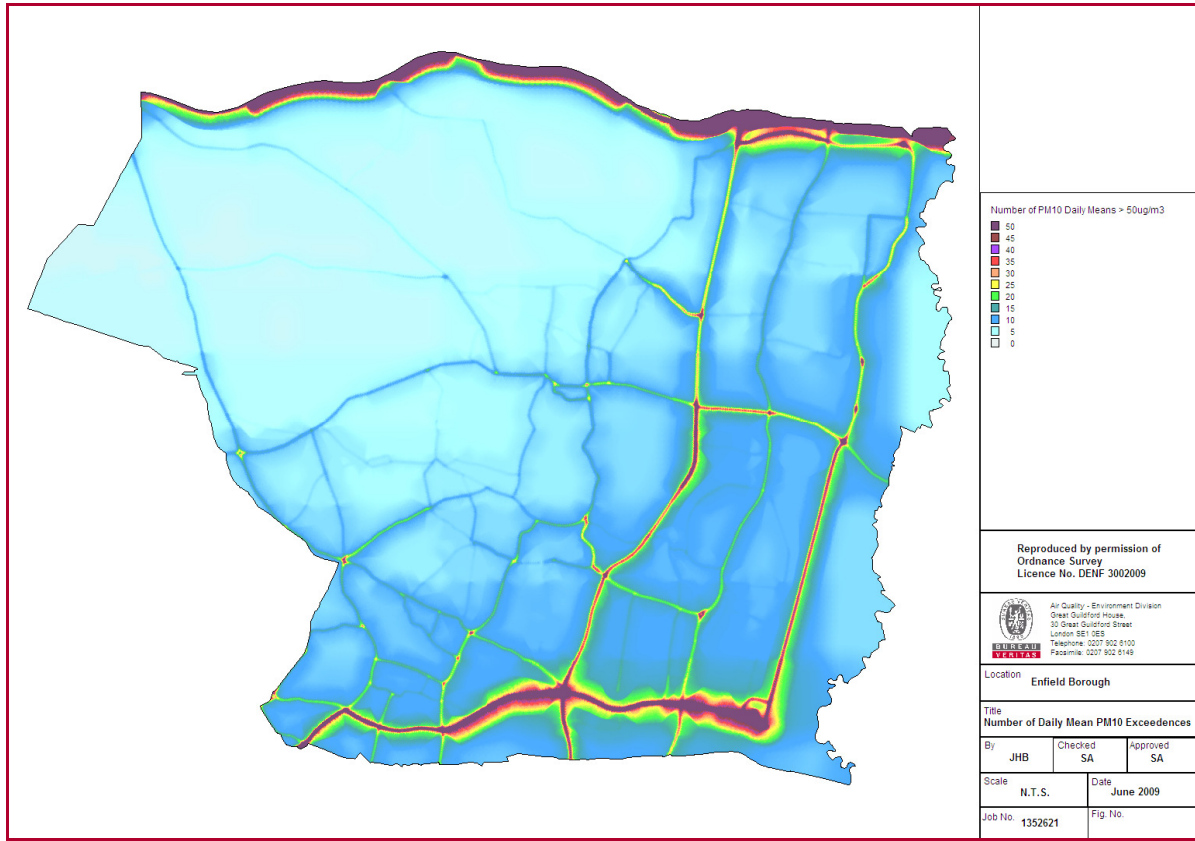 Number of PM10 Daily Means > 50ug/m3
50
45
40
35
30
25
20
15
10
5
0
Reproduced by permission of
Ordnance Survey
Licence No. DENF 3002009
BUREAU
VERITAS
Air Quality - Environment Division
Great Guildford House,
30 Great Guildford Street
London SE1 0ES
Telephone: 0207 902 6100
Facsimile: 0207 902 6149
Location
Enfield Borough
Title
Number of Daily Mean PM10 Exceedences
By
JHB
Checked
SA
Approved
SA
Scale
N.T.S.
Date
June 2009
Job No. 1352621
Fig. No.